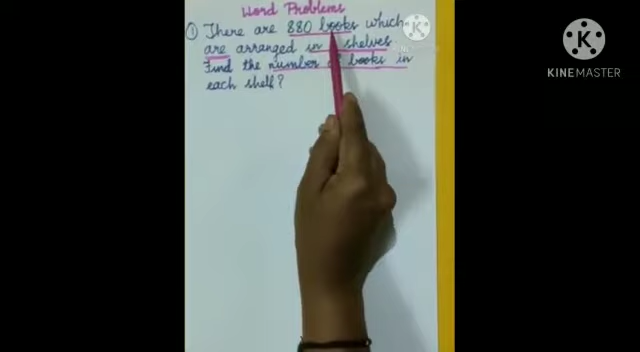 Word Problems
① There are 880 books which
are arranged in shelves.
Find the number books in
each shelf?
KINEMASTER
KINEMASTER